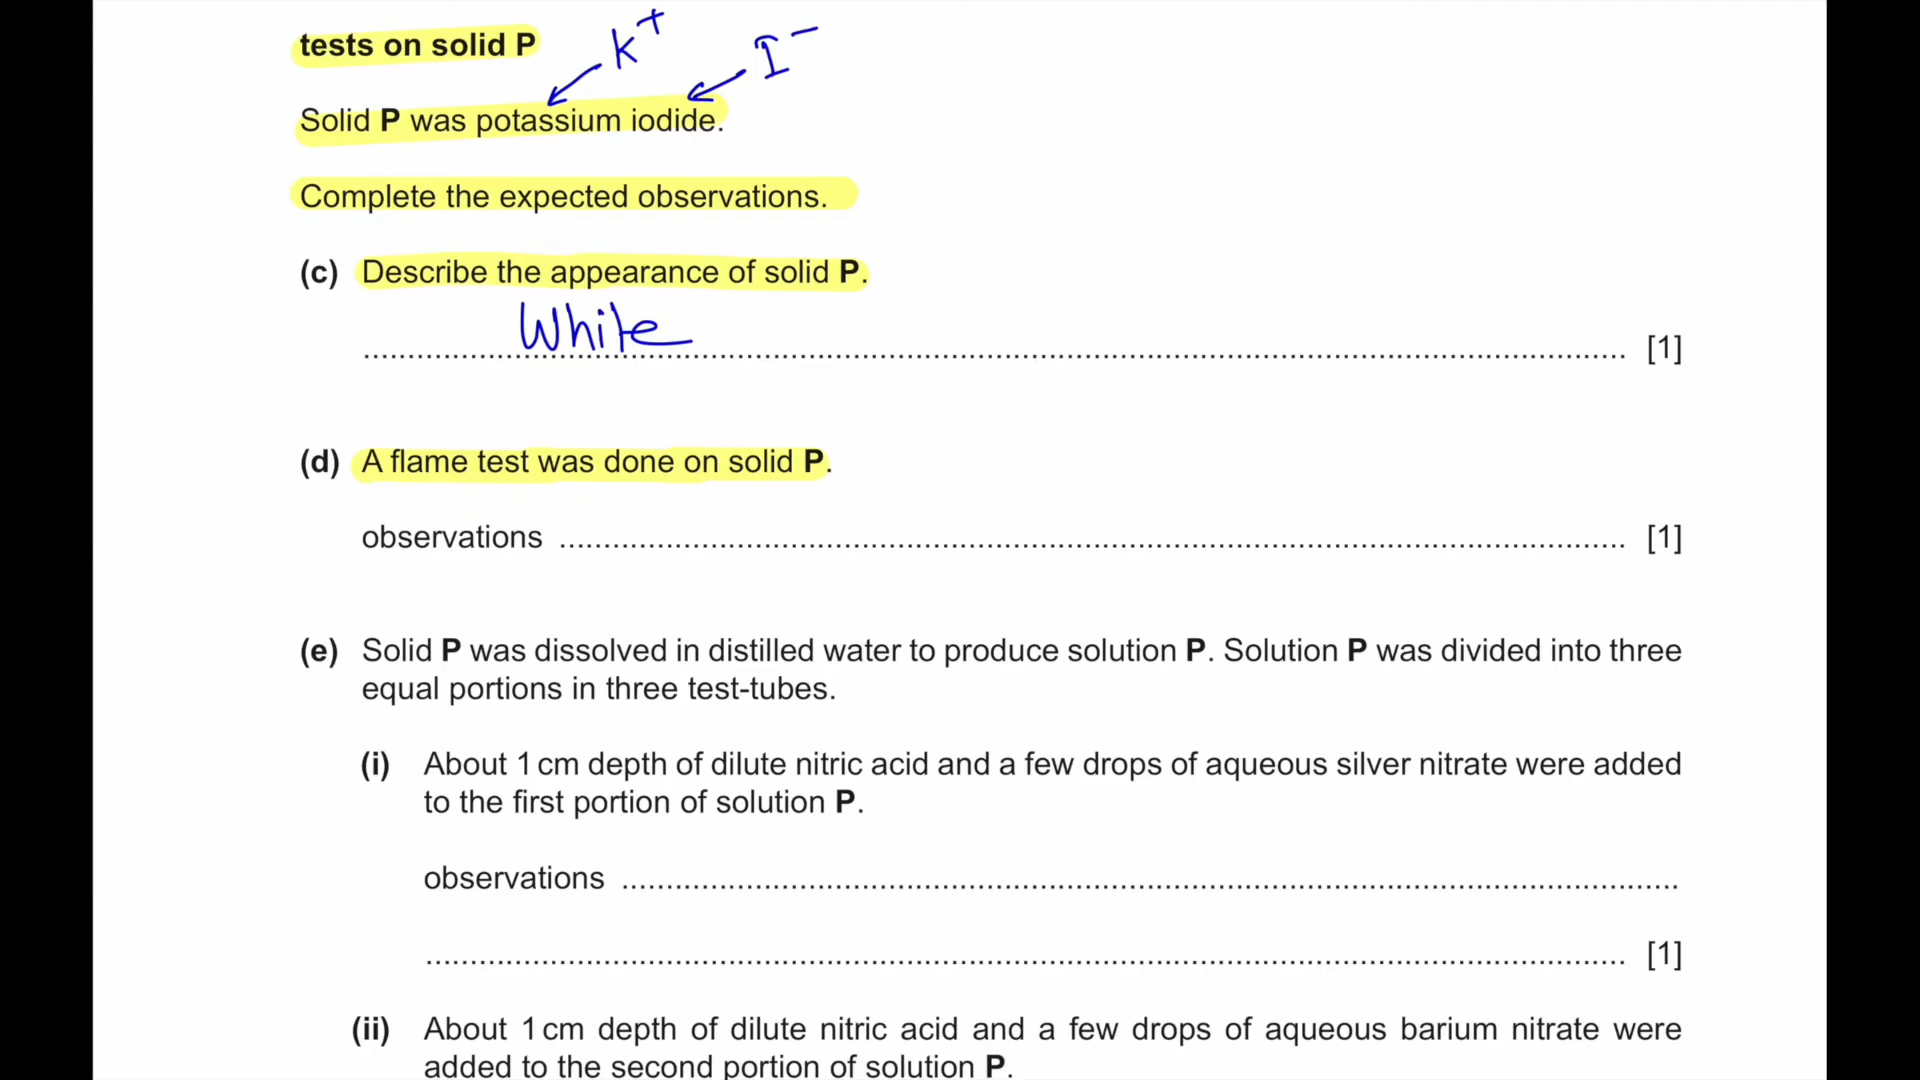 tests on solid P
K+
I-
Solid P was potassium iodide.
Complete the expected observations.
(c) Describe the appearance of solid P.
White
.......................................................................................................................................... [1]
(d) A flame test was done on solid P.
observations ..................................................................................................................... [1]
(e) Solid P was dissolved in distilled water to produce solution P. Solution P was divided into three
equal portions in three test-tubes.
(i) About 1 cm depth of dilute nitric acid and a few drops of aqueous silver nitrate were added
to the first portion of solution P.
observations .....................................................................................................................
................................................................................................................................... [1]
(ii) About 1 cm depth of dilute nitric acid and a few drops of aqueous barium nitrate were
added to the second portion of solution P.